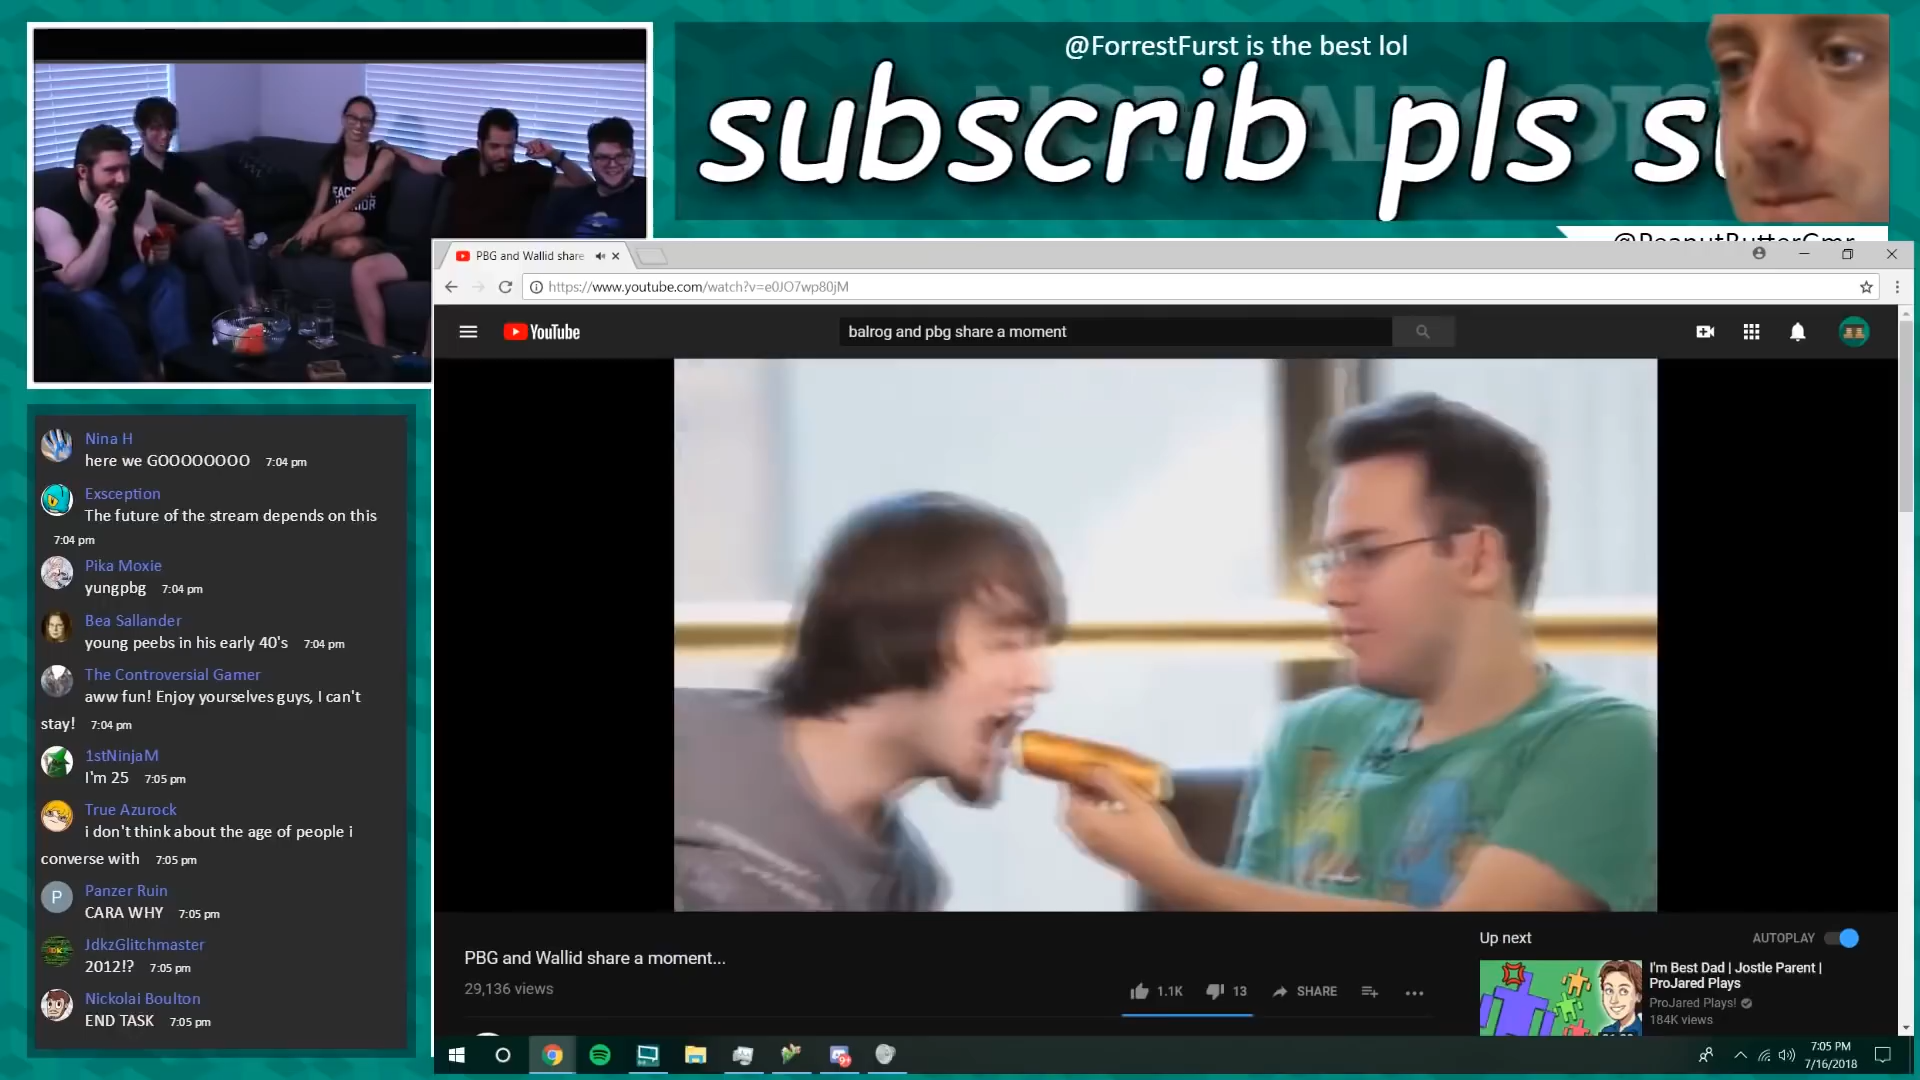 @ForrestFurst is the best lol
subscrib pls s
@PeanutButterGmr
PBG and Wallid share
https://www.youtube.com/watch?v=e0JO7wp80jM
YouTube
balrog and pbg share a moment
Nina H
here we GOOOOOOOO 7:04 pm
Exsception
The future of the stream depends on this
7:04 pm
Pika Moxie
yungpbg 7:04 pm
Bea Sallander
young peebs in his early 40's 7:04 pm
The Controversial Gamer
aww fun! Enjoy yourselves guys, I can't
stay! 7:04 pm
1stNinjaM
I'm 25 7:05 pm
True Azurock
i don't think about the age of people i
converse with 7:05 pm
P
Panzer Ruin
CARA WHY 7:05 pm
JdkzGlitchmaster
2012!? 7:05 pm
Nickolai Boulton
END TASK 7:05 pm
PBG and Wallid share a moment...
29,136 views
1.1K 13 SHARE
Up next AUTOPLAY
I'm Best Dad | Jostle Parent |
ProJared Plays
ProJared Plays!
184K views
7:05 PM
7/16/2018